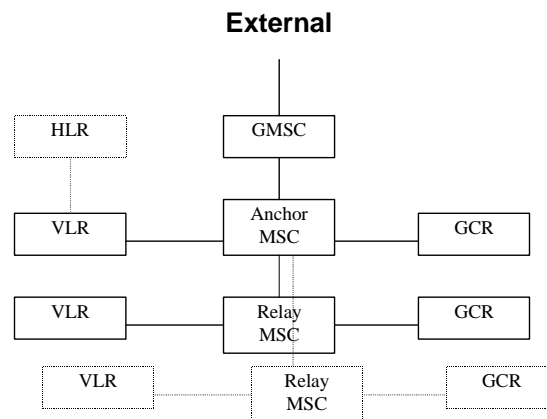 External
HLR
GMSC
VLR
Anchor
MSC
GCR
VLR
Relay
MSC
GCR
VLR
Relay
MSC
GCR